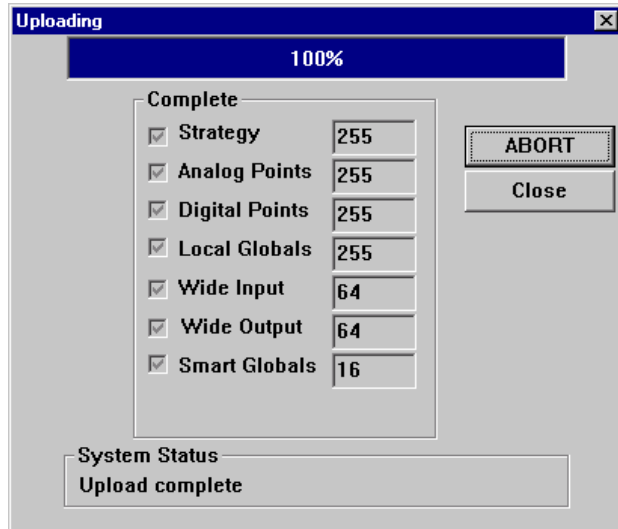 Uploading
100%
Complete
Strategy 255
Analog Points 255
Digital Points 255
Local Globals 255
Wide Input 64
Wide Output 64
Smart Globals 16
ABORT
Close
System Status
Upload complete